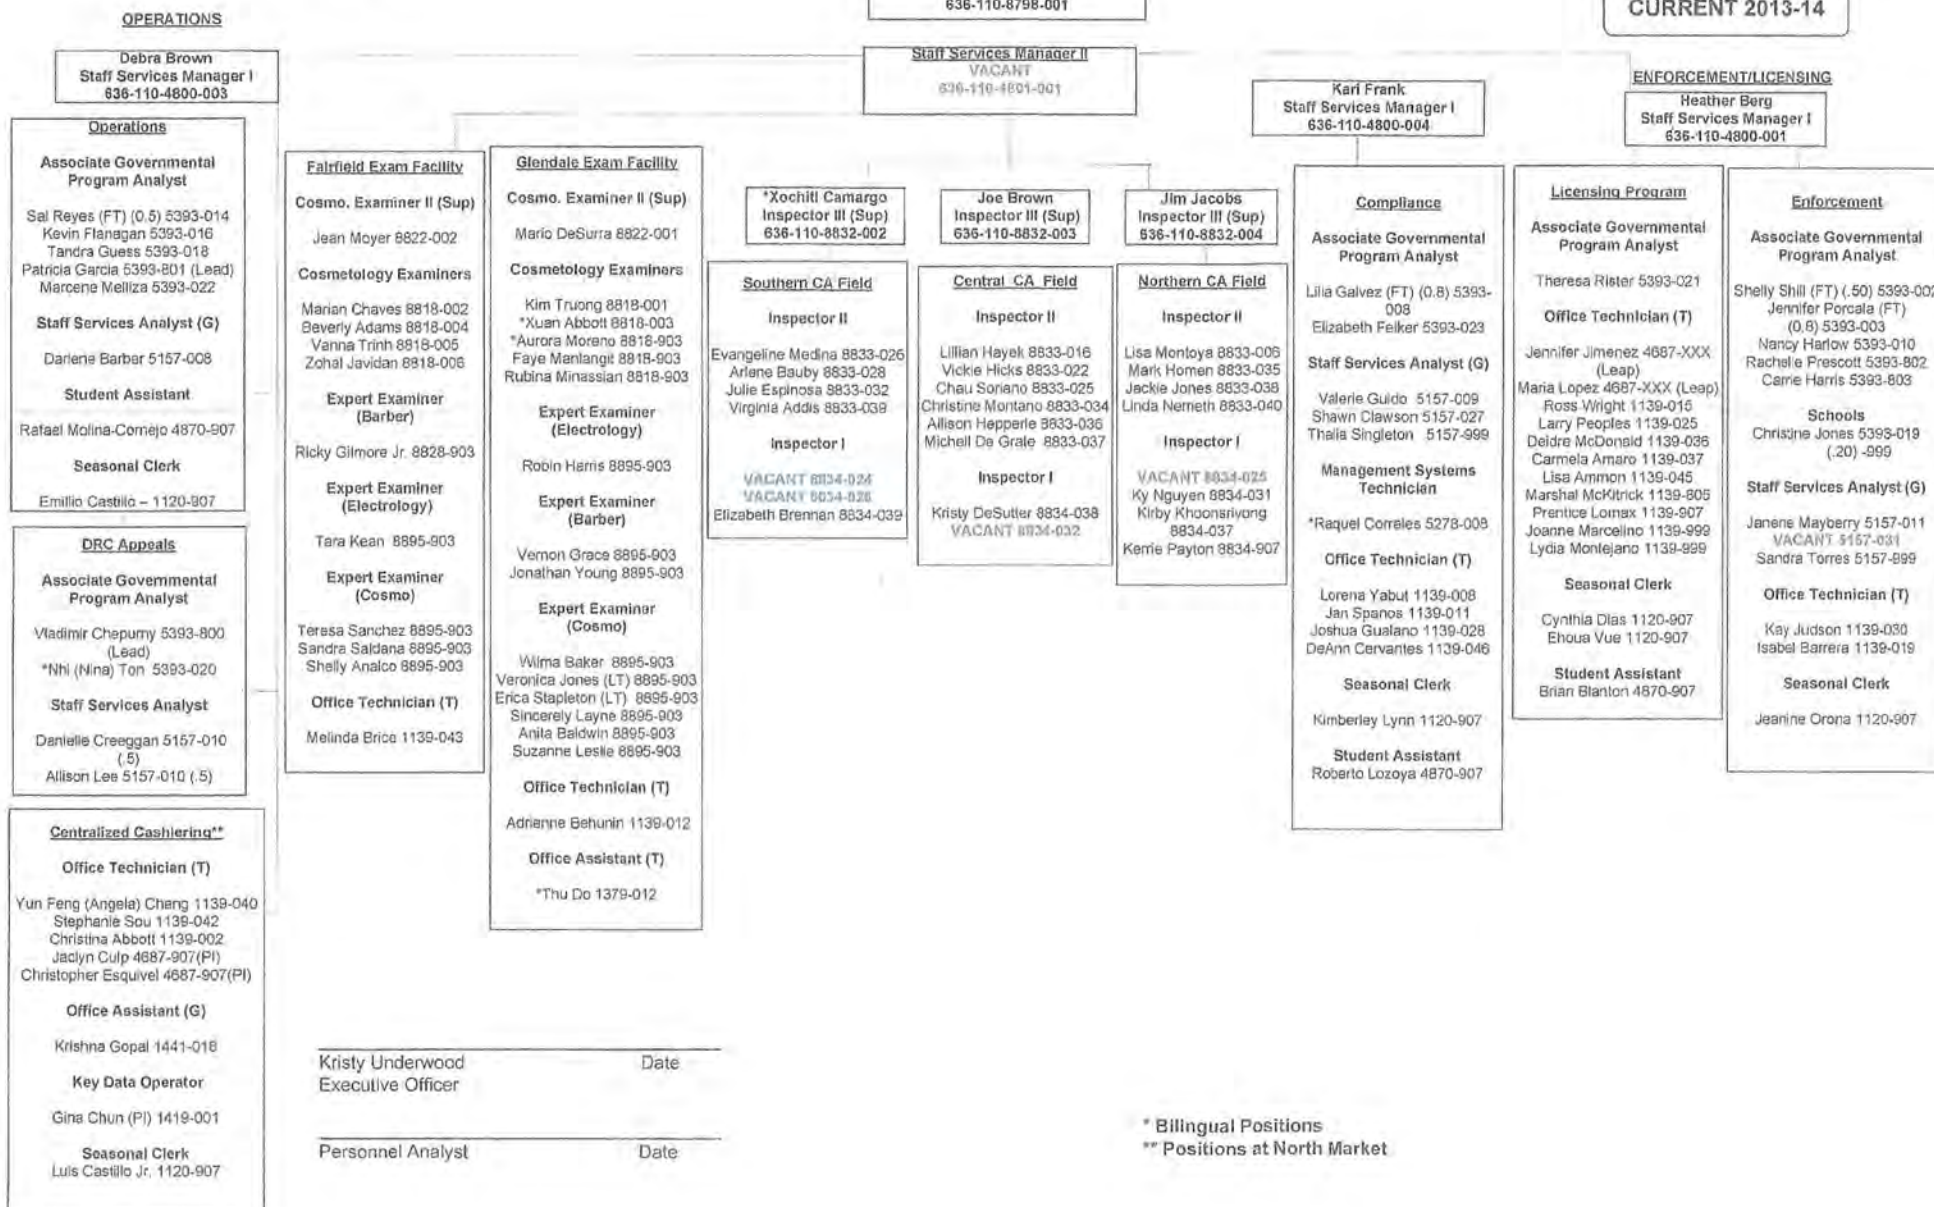 636-110-8798-001
CURRENT 2013-14
OPERATIONS
Debra Brown
Staff Services Manager I
636-110-4800-003
Staff Services Manager II
VACANT
636-110-4801-001
Kari Frank
Staff Services Manager I
636-110-4800-004
ENFORCEMENT/LICENSING
Heather Berg
Staff Services Manager I
636-110-4800-001
Operations
Associate Governmental
Program Analyst
Sal Reyes (FT) (0.5) 5393-014
Kevin Flanagan 5393-016
Tandra Guess 5393-018
Patricia Garcia 5393-801 (Lead)
Marcene Melliza 5393-022
Staff Services Analyst (G)
Darlene Barber 5157-008
Student Assistant
Rafael Molina-Cornejo 4870-907
Seasonal Clerk
Emillio Castillo – 1120-907
DRC Appeals
Associate Governmental
Program Analyst
Vladimir Chepurny 5393-800
(Lead)
*Nhi (Nina) Ton 5393-020
Staff Services Analyst
Danielle Creeggan 5157-010
(.5)
Allison Lee 5157-010 (.5)
Centralized Cashiering**
Office Technician (T)
Yun Feng (Angela) Cheng 1139-040
Stephanie Sou 1139-042
Christina Abbott 1139-002
Jaclyn Culp 4687-907(PI)
Christopher Esquivel 4687-907(PI)
Office Assistant (G)
Krishna Gopal 1441-018
Key Data Operator
Gina Chun (PI) 1419-001
Seasonal Clerk
Luis Castillo Jr. 1120-907
Fairfield Exam Facility
Cosmo. Examiner II (Sup)
Jean Moyer 8822-002
Cosmetology Examiners
Marian Chaves 8818-002
Beverly Adams 8818-004
Vanna Trinh 8818-005
Zohal Javidan 8818-006
Expert Examiner
(Barber)
Ricky Gilmore Jr. 8828-903
Expert Examiner
(Electrology)
Tara Kean 8895-903
Expert Examiner
(Cosmo)
Teresa Sanchez 8895-903
Sandra Saldana 8895-903
Shelly Analco 8895-903
Office Technician (T)
Melinda Brice 1139-043
Glendale Exam Facility
Cosmo. Examiner II (Sup)
Mario DeSurra 8822-001
Cosmetology Examiners
Kim Truong 8818-001
*Xuan Abbott 8818-003
*Aurora Moreno 8818-903
Faye Manlangit 8818-903
Rubina Minassian 8818-903
Expert Examiner
(Electrology)
Robin Harris 8895-903
Expert Examiner
(Barber)
Vernon Grace 8895-903
Jonathan Young 8895-903
Expert Examiner
(Cosmo)
Wilma Baker 8895-903
Veronica Jones (LT) 8895-903
Erica Stapleton (LT) 8695-903
Sincerely Layne 8895-903
Anita Baldwin 8895-903
Suzanne Leslie 8895-903
Office Technician (T)
Adrienne Behunin 1139-012
Office Assistant (T)
*Thu Do 1379-012
*Xochitl Camargo
Inspector III (Sup)
636-110-8832-002
Southern CA Field
Inspector II
Evangeline Medina 8833-026
Arlene Bauby 8833-028
Julie Espinosa 8833-032
Virginia Addis 8833-039
Inspector I
VACANT 8834-024
VACANT 8034-026
Elizabeth Brennan 8834-039
Joe Brown
Inspector III (Sup)
636-110-8832-003
Central CA Field
Inspector II
Lillian Hayek 8833-016
Vickie Hicks 8833-022
Chau Soriano 8833-025
Christine Montano 8833-034
Allison Hepperle 8833-036
Michell De Grale 8833-037
Inspector I
Kristy DeSutter 8834-038
VACANT 8834-032
Jim Jacobs
Inspector III (Sup)
636-110-8832-004
Northern CA Field
Inspector II
Lisa Montoya 8833-006
Mark Homen 8833-035
Jackie Jones 8833-038
Linda Nemeth 8833-040
Inspector I
VACANT 8834-025
Ky Nguyen 8834-031
Kirby Khoonsrivong
8834-037
Kerrie Payton 8834-907
Compliance
Associate Governmental
Program Analyst
Lilia Galvez (FT) (0.8) 5393-
008
Elizabeth Felker 5393-023
Staff Services Analyst (G)
Valerie Guido 5157-009
Shawn Clawson 5157-027
Thalia Singleton 5157-999
Management Systems
Technician
*Raquel Correles 5278-008
Office Technician (T)
Lorena Yabut 1139-008
Jan Spanos 1139-011
Joshua Gualano 1139-028
DeAnn Cervantes 1139-046
Seasonal Clerk
Kimberley Lynn 1120-907
Student Assistant
Roberto Lozoya 4870-907
Licensing Program
Associate Governmental
Program Analyst
Theresa Rister 5393-021
Office Technician (T)
Jennifer Jimenez 4687-XXX
(Leap)
Maria Lopez 4687-XXX (Leap)
Ross Wright 1139-015
Larry Peoples 1139-025
Deidre McDonald 1139-036
Carmela Amaro 1139-037
Lisa Ammon 1139-045
Marshal McKitrick 1139-805
Prentice Lomax 1139-907
Joanne Marcelino 1139-999
Lydia Montejano 1139-999
Seasonal Clerk
Cynthia Dias 1120-907
Ehoua Vue 1120-907
Student Assistant
Brian Blanton 4870-907
Enforcement
Associate Governmental
Program Analyst
Shelly Shill (FT) (.50) 5393-002
Jennifer Porcala (FT)
(0.8) 5393-003
Nancy Harlow 5393-010
Rachelle Prescott 5393-802
Carrie Harris 5393-803
Schools
Christine Jones 5393-019
(.20) -999
Staff Services Analyst (G)
Janene Mayberry 5157-011
VACANT 5157-031
Sandra Torres 5157-999
Office Technician (T)
Kay Judson 1139-030
Isabel Barrera 1139-019
Seasonal Clerk
Jeanine Orona 1120-907
Kristy Underwood Date
Executive Officer
Personnel Analyst Date
* Bilingual Positions
** Positions at North Market